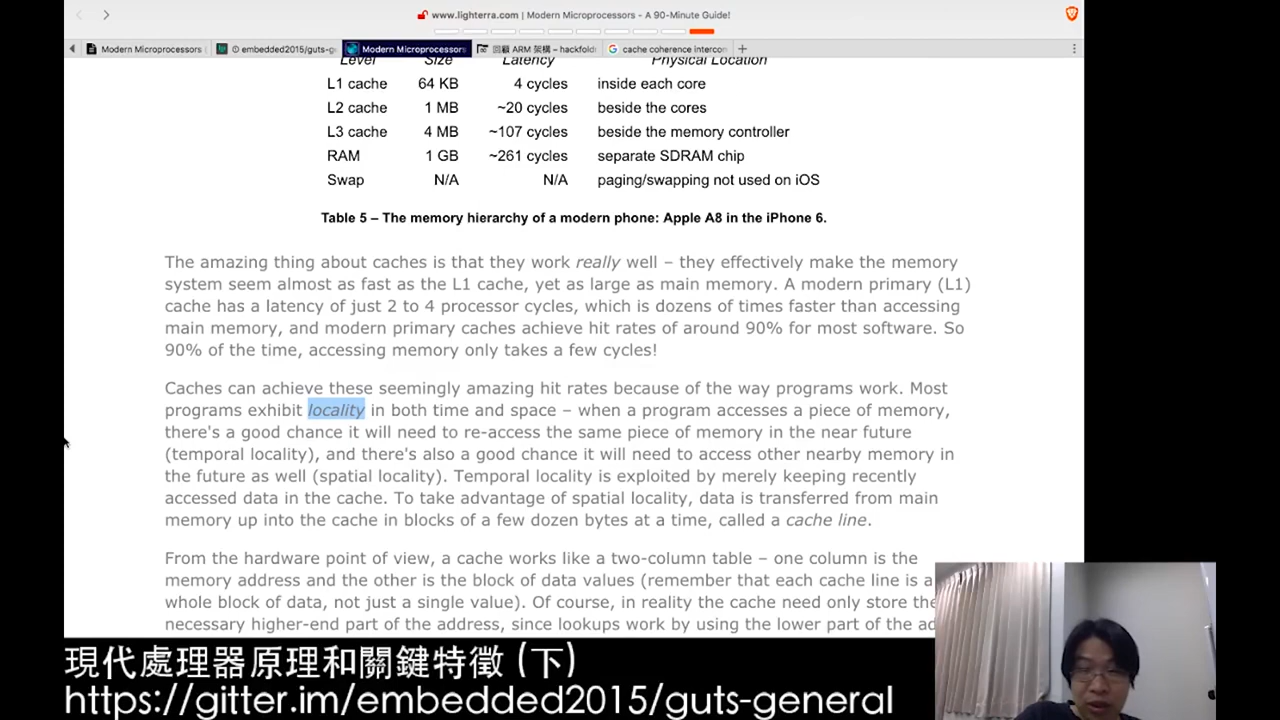 www.lighterra.com | Modern Microprocessors - A 90-Minute Guide!
Modern Microprocessors
embedded2015/guts-g
Modern Microprocessors
回顧 ARM 架構 – hackfold
cache coherence intercon
Level Size Latency Physical Location
L1 cache 64 KB 4 cycles inside each core
L2 cache 1 MB ~20 cycles beside the cores
L3 cache 4 MB ~107 cycles beside the memory controller
RAM 1 GB ~261 cycles separate SDRAM chip
Swap N/A N/A paging/swapping not used on iOS
Table 5 – The memory hierarchy of a modern phone: Apple A8 in the iPhone 6.
The amazing thing about caches is that they work really well – they effectively make the memory
system seem almost as fast as the L1 cache, yet as large as main memory. A modern primary (L1)
cache has a latency of just 2 to 4 processor cycles, which is dozens of times faster than accessing
main memory, and modern primary caches achieve hit rates of around 90% for most software. So
90% of the time, accessing memory only takes a few cycles!
Caches can achieve these seemingly amazing hit rates because of the way programs work. Most
programs exhibit locality in both time and space – when a program accesses a piece of memory,
there's a good chance it will need to re-access the same piece of memory in the near future
(temporal locality), and there's also a good chance it will need to access other nearby memory in
the future as well (spatial locality). Temporal locality is exploited by merely keeping recently
accessed data in the cache. To take advantage of spatial locality, data is transferred from main
memory up into the cache in blocks of a few dozen bytes at a time, called a cache line.
From the hardware point of view, a cache works like a two-column table – one column is the
memory address and the other is the block of data values (remember that each cache line is a
whole block of data, not just a single value). Of course, in reality the cache need only store the
necessary higher-end part of the address, since lookups work by using the lower part of the ad
現代處理器原理和關鍵特徵 (下)
https://gitter.im/embedded2015/guts-general